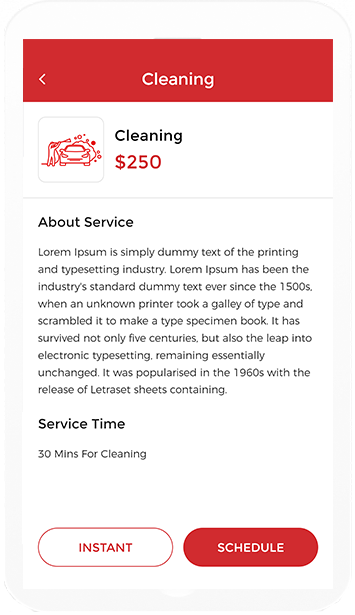 Cleaning
Cleaning
$250
About Service
Lorem Ipsum is simply dummy text of the printing
and typesetting industry. Lorem Ipsum has been the
industry's standard dummy text ever since the 1500s,
when an unknown printer took a galley of type and
scrambled it to make a type specimen book. It has
survived not only five centuries, but also the leap into
electronic typesetting, remaining essentially
unchanged. It was popularised in the 1960s with the
release of Letraset sheets containing.
Service Time
30 Mins For Cleaning
INSTANT
SCHEDULE